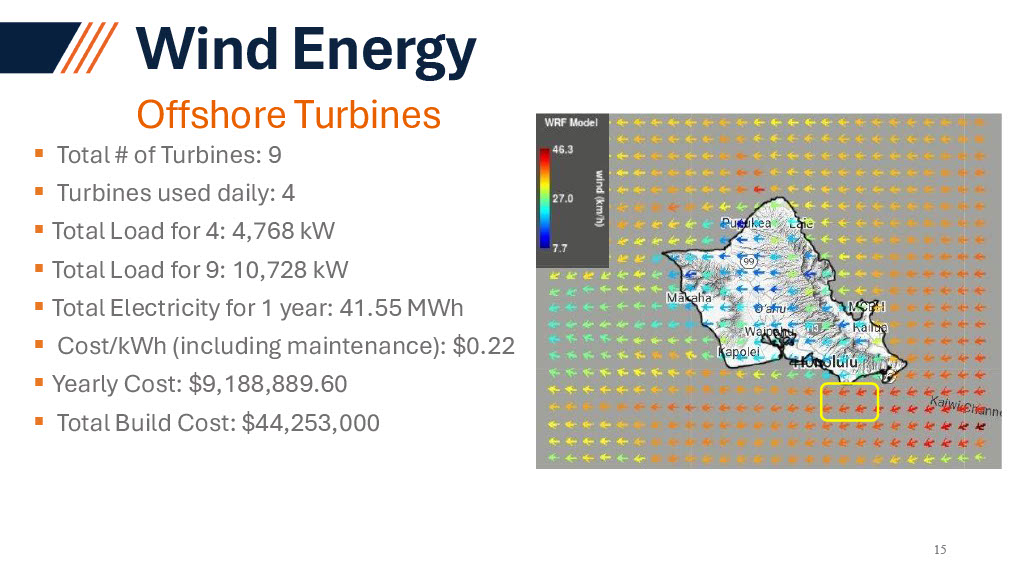 Wind Energy
Offshore Turbines
▪ Total # of Turbines: 9
▪ Turbines used daily: 4
▪ Total Load for 4: 4,768 kW
▪ Total Load for 9: 10,728 kW
▪ Total Electricity for 1 year: 41.55 MWh
▪ Cost/kWh (including maintenance): $0.22
▪ Yearly Cost: $9,188,889.60
▪ Total Build Cost: $44,253,000
WRF Model
46.3
27.0
7.7
wind (km/h)
Pupukea
Laie
99
Makaha
O'ahu
H3
Kailua
Kapolei
Honolulu
Kaiwi Channe
15